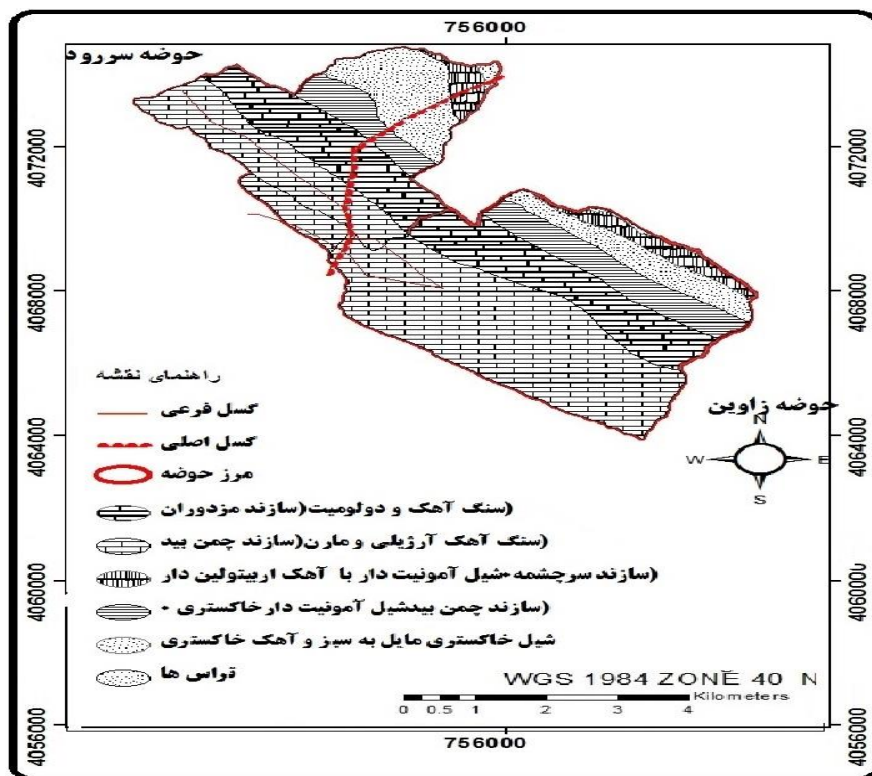 756000
حوضه سررود
4072000
4072000
4068000
4068000
حوضه زاوین
4064000
4064000
N
W
E
S
راهنمای نقشه
گسل فرعی
گسل اصلی
مرز حوضه
(سنگ آهک و دولومیت(سازند مزدوران
(سنگ آهک آرژیلی و مارن(سازند چمن بید
(سازند سرچشمه-شیل آمونیت دار با آهک اربیتولین دار
(سازند چمن بیدشیل آمونیت دار خاکستری -
شیل خاکستری مایل به سبز و آهک خاکستری
تراس ها
4060000
4060000
WGS 1984 ZONE 40 N
Kilometers
0 0.5 1 2 3 4
4056000
4056000
756000